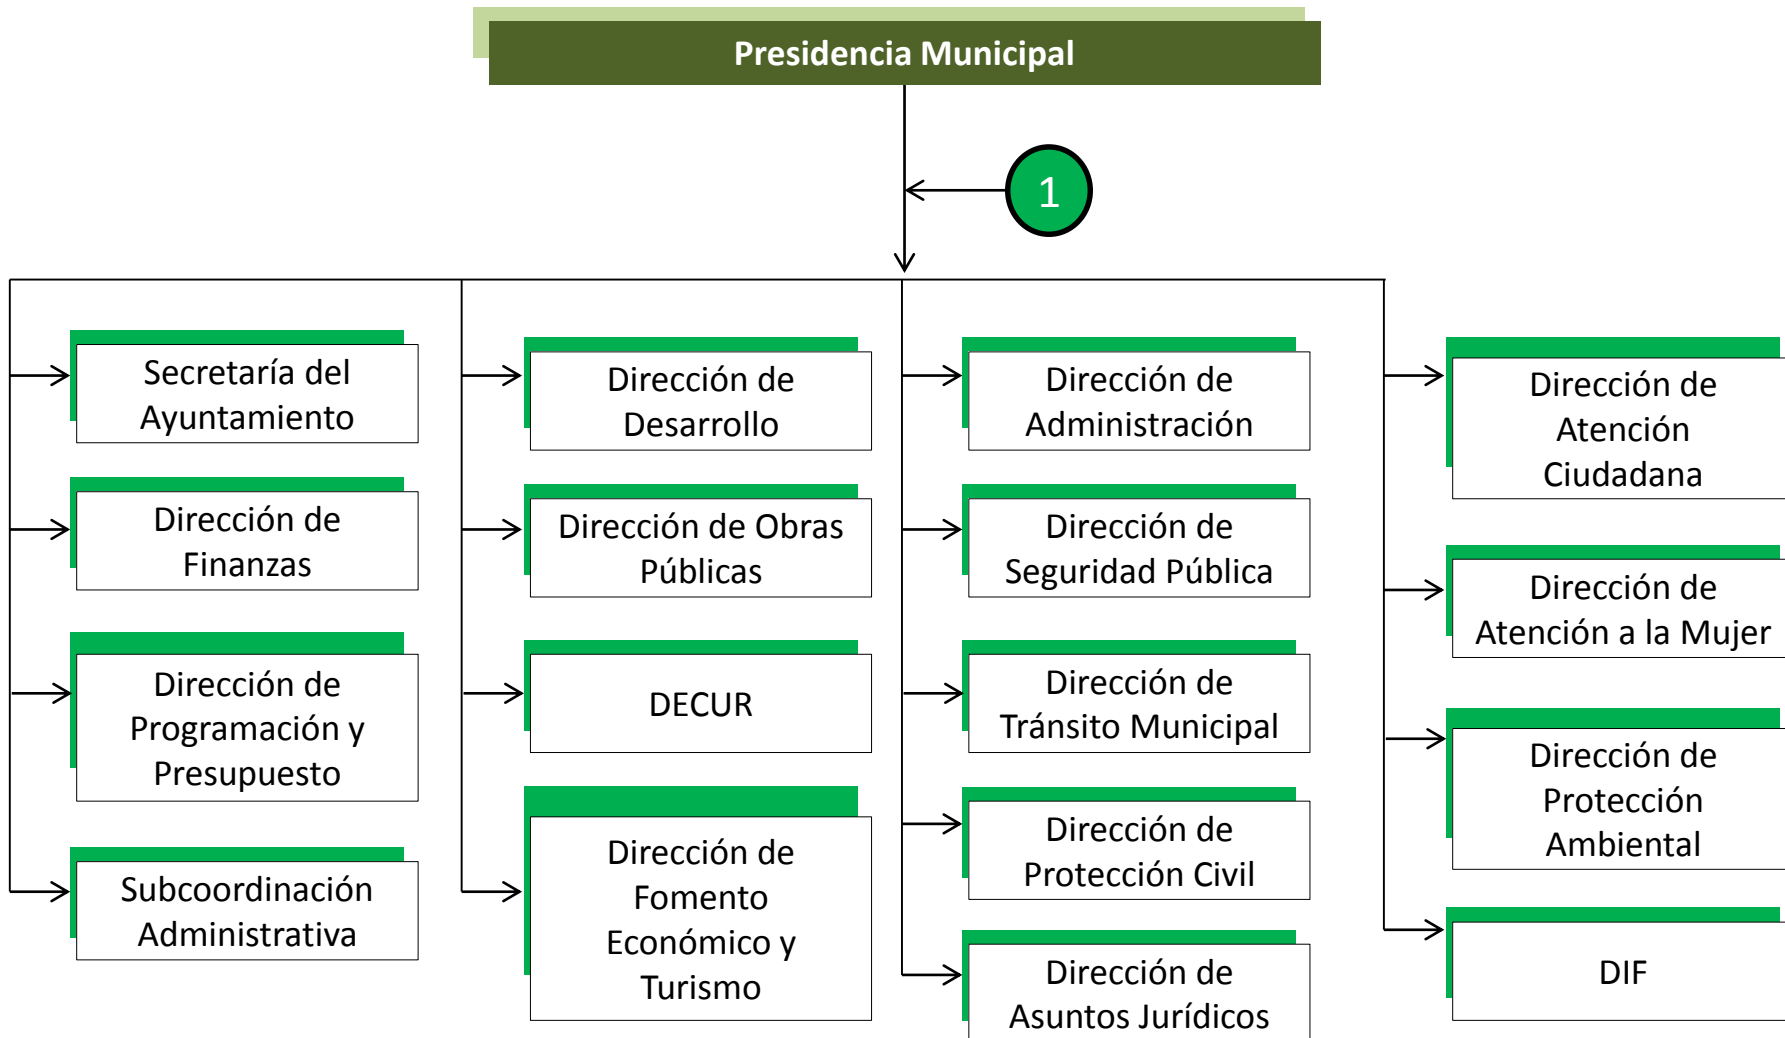 Presidencia Municipal
1
Secretaría del
Ayuntamiento
Dirección de
Finanzas
Dirección de
Programación y
Presupuesto
Subcoordinación
Administrativa
Dirección de
Desarrollo
Dirección de Obras
Públicas
DECUR
Dirección de
Fomento
Económico y
Turismo
Dirección de
Administración
Dirección de
Seguridad Pública
Dirección de
Tránsito Municipal
Dirección de
Protección Civil
Dirección de
Asuntos Jurídicos
Dirección de
Atención
Ciudadana
Dirección de
Atención a la Mujer
Dirección de
Protección
Ambiental
DIF